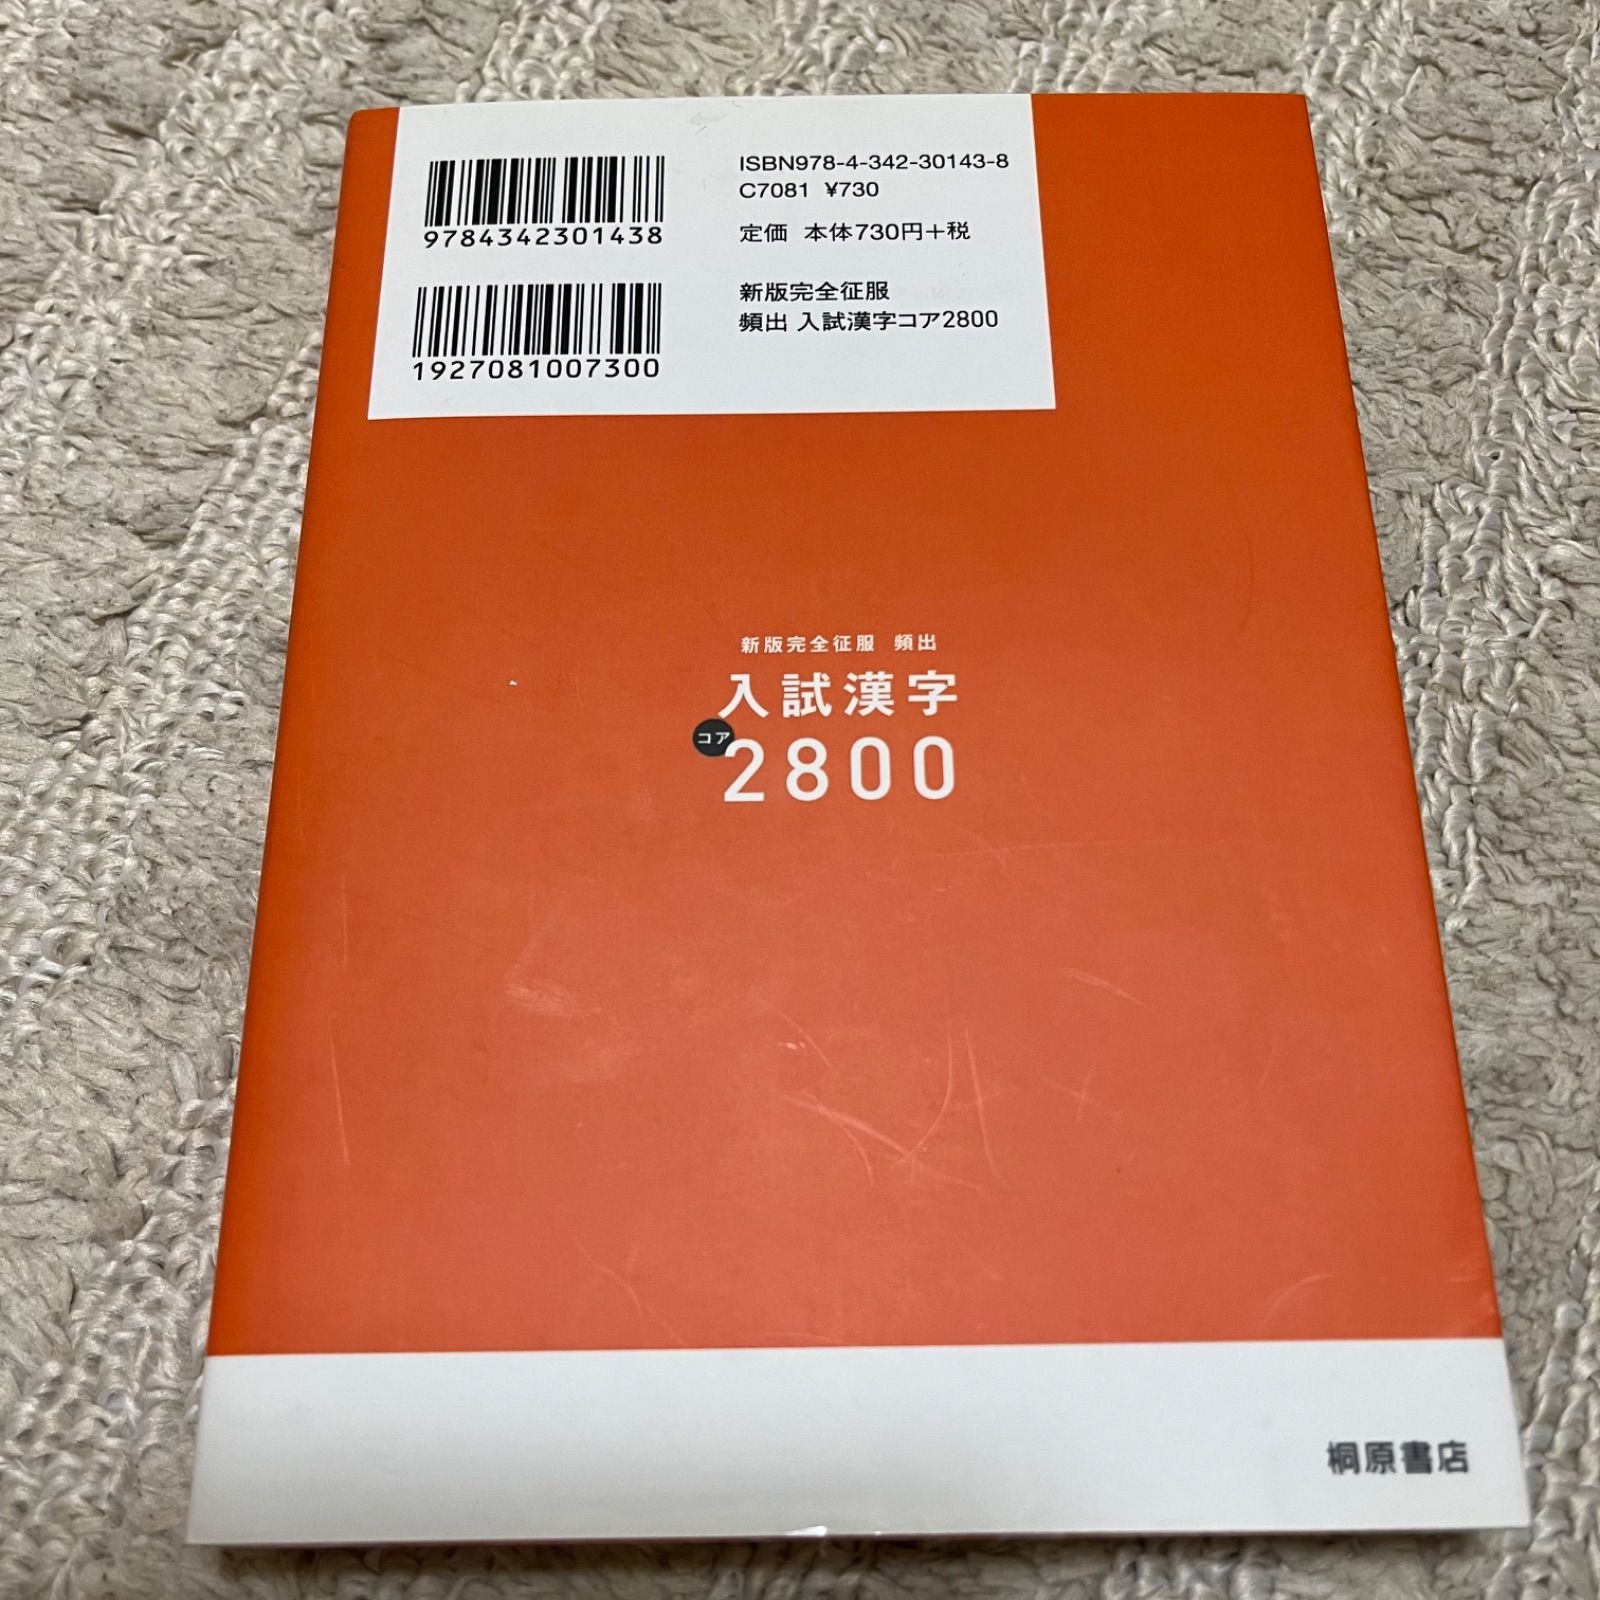 ISBN978-4-342-30143-8
C7081 ¥730
9784342301438
定価 本体730円+税
1927081007300
新版完全征服
頻出 入試漢字コア2800
新版完全征服 頻出
入試漢字
コア
2800
桐原書店